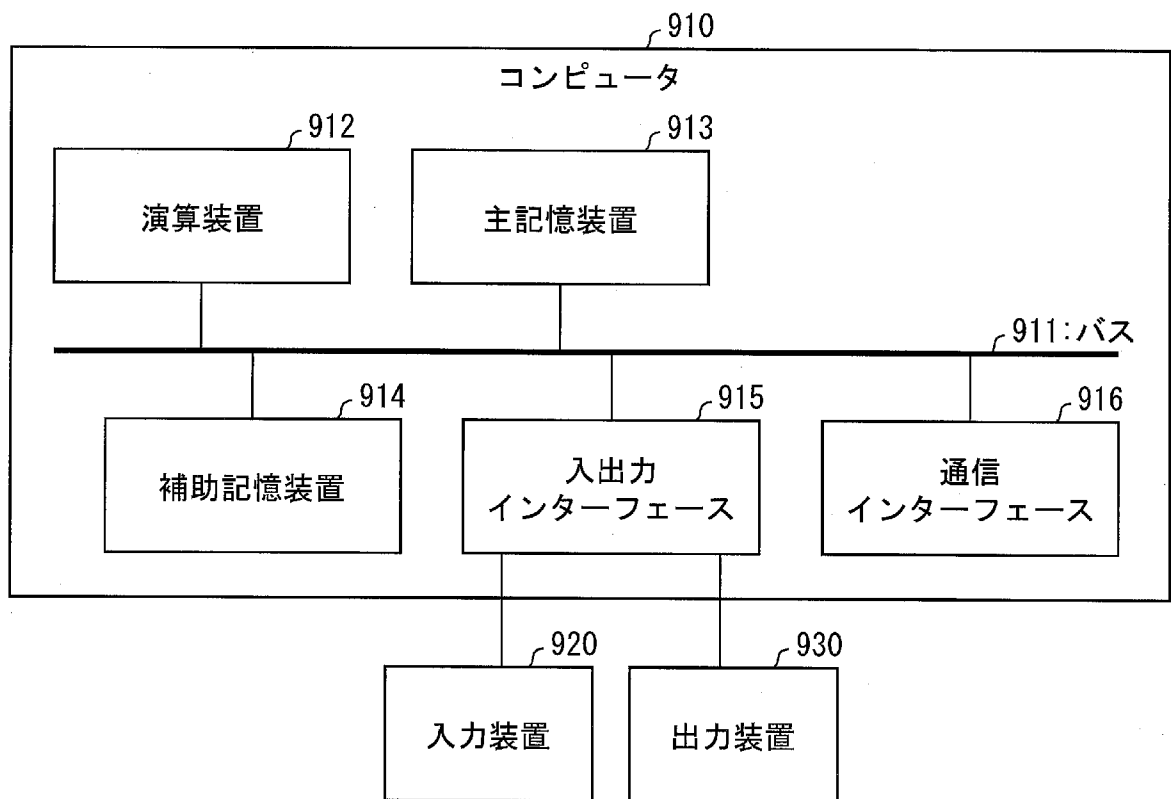 910
コンピュータ
912
913
演算装置
主記憶装置
911:バス
914
915
916
補助記憶装置
入出力
インターフェース
通信
インターフェース
920
930
入力装置
出力装置